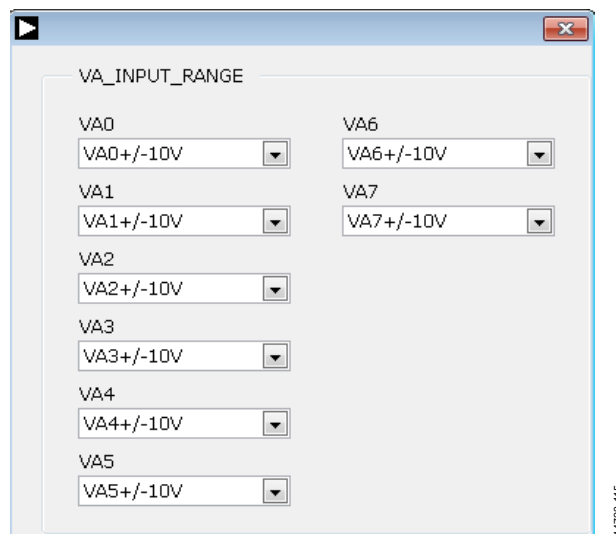 VA_INPUT_RANGE
VA0
VA0+/-10V
VA1
VA1+/-10V
VA2
VA2+/-10V
VA3
VA3+/-10V
VA4
VA4+/-10V
VA5
VA5+/-10V
VA6
VA6+/-10V
VA7
VA7+/-10V